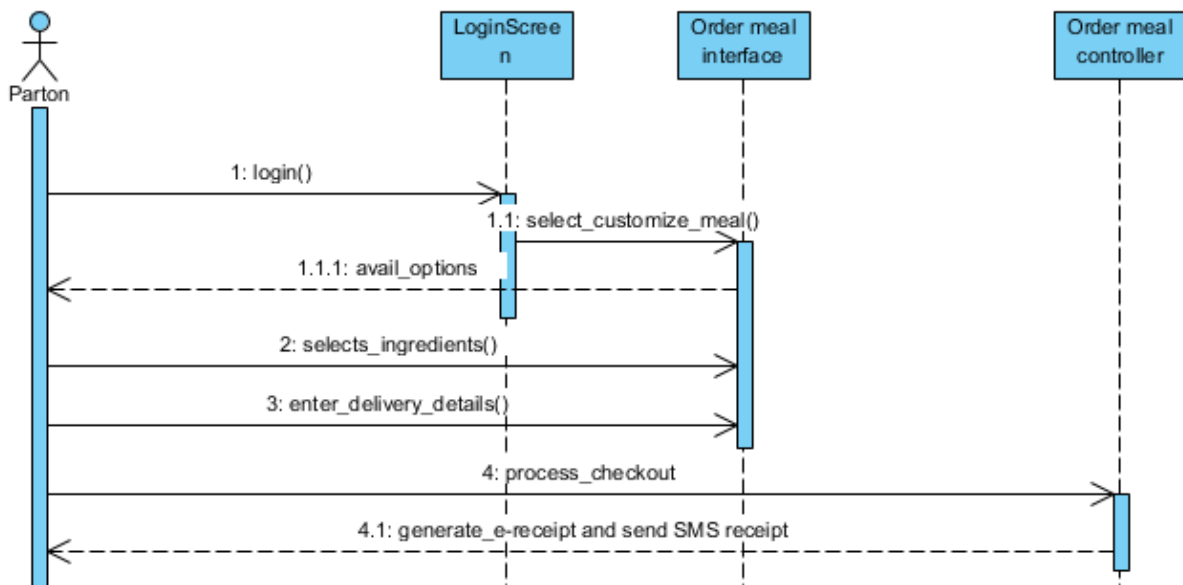 LoginScree
n
Order meal
interface
Order meal
controller
Parton
1: login()
1.1: select_customize_meal()
1.1.1: avail_options
2: selects_ingredients()
3: enter_delivery_details()
4: process_checkout
4.1: generate_e-receipt and send SMS receipt